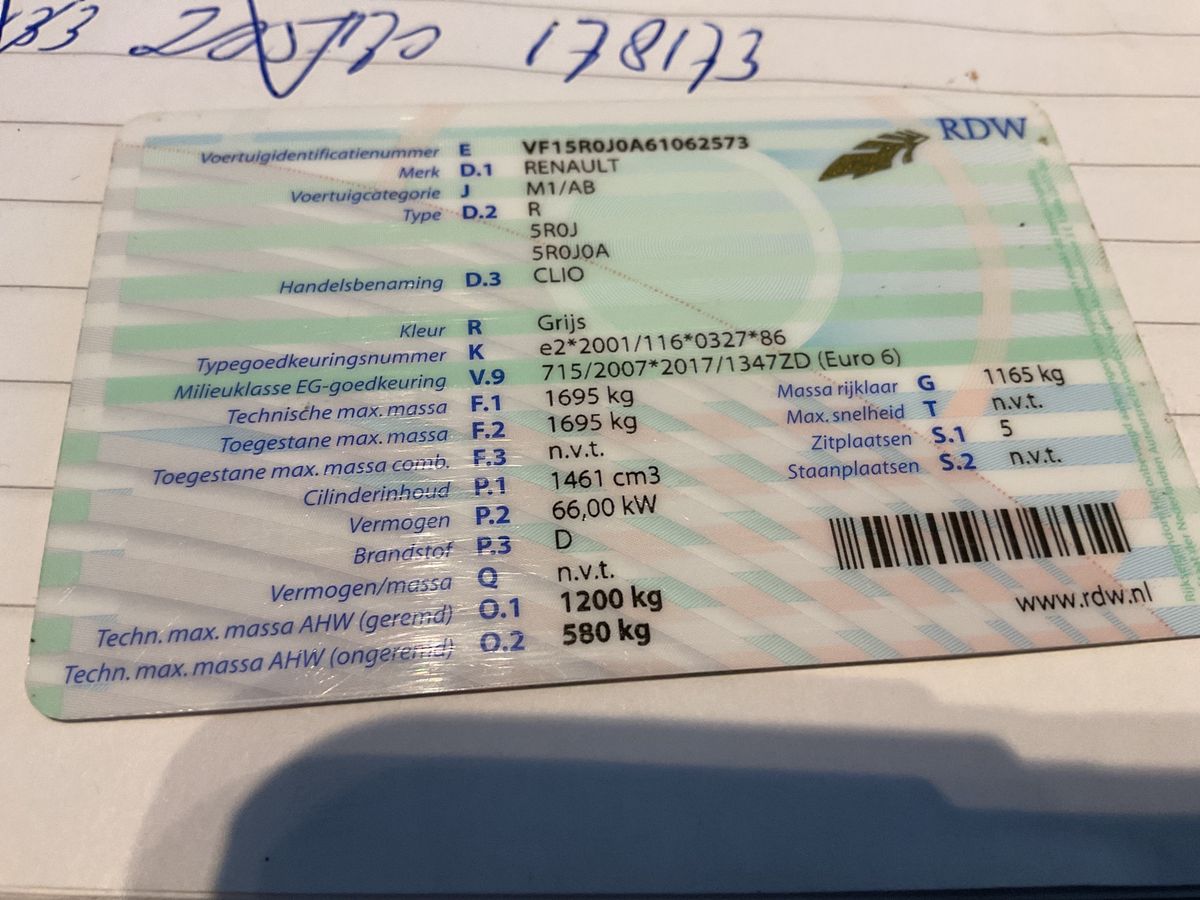 178173
RDW
Voertuigidentificatienummer E VF15R0J0A61062573
Merk D.1 RENAULT
Voertuigcategorie J M1/AB
Type D.2 R
5R0J
5R0J0A
Handelsbenaming D.3 CLIO
Kleur R Grijs
Typegoedkeuringsnummer K e2*2001/116*0327*86
Milieuklasse EG-goedkeuring V.9 715/2007*2017/1347ZD (Euro 6)
Technische max. massa F.1 1695 kg Massa rijklaar G 1165 kg
Toegestane max. massa F.2 1695 kg Max. snelheid T n.v.t.
Toegestane max. massa comb. F.3 n.v.t. Zitplaatsen S.1 5
Cilinderinhoud P.1 1461 cm3 Staanplaatsen S.2 n.v.t.
Vermogen P.2 66,00 kW
Brandstof P.3 D
Vermogen/massa Q n.v.t.
Techn. max. massa AHW (geremd) O.1 1200 kg
Techn. max. massa AHW (ongeremd) O.2 580 kg
www.rdw.nl